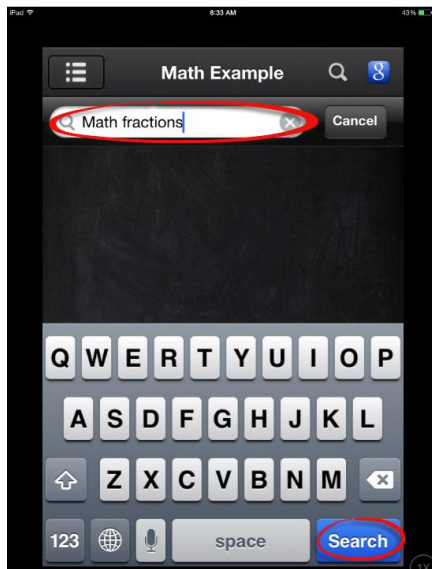 iPad 8:33 AM 43%
Math Example 8
Math fractions Cancel
Q W E R T Y U I O P
A S D F G H J K L
Z X C V B N M
123 space Search
1X